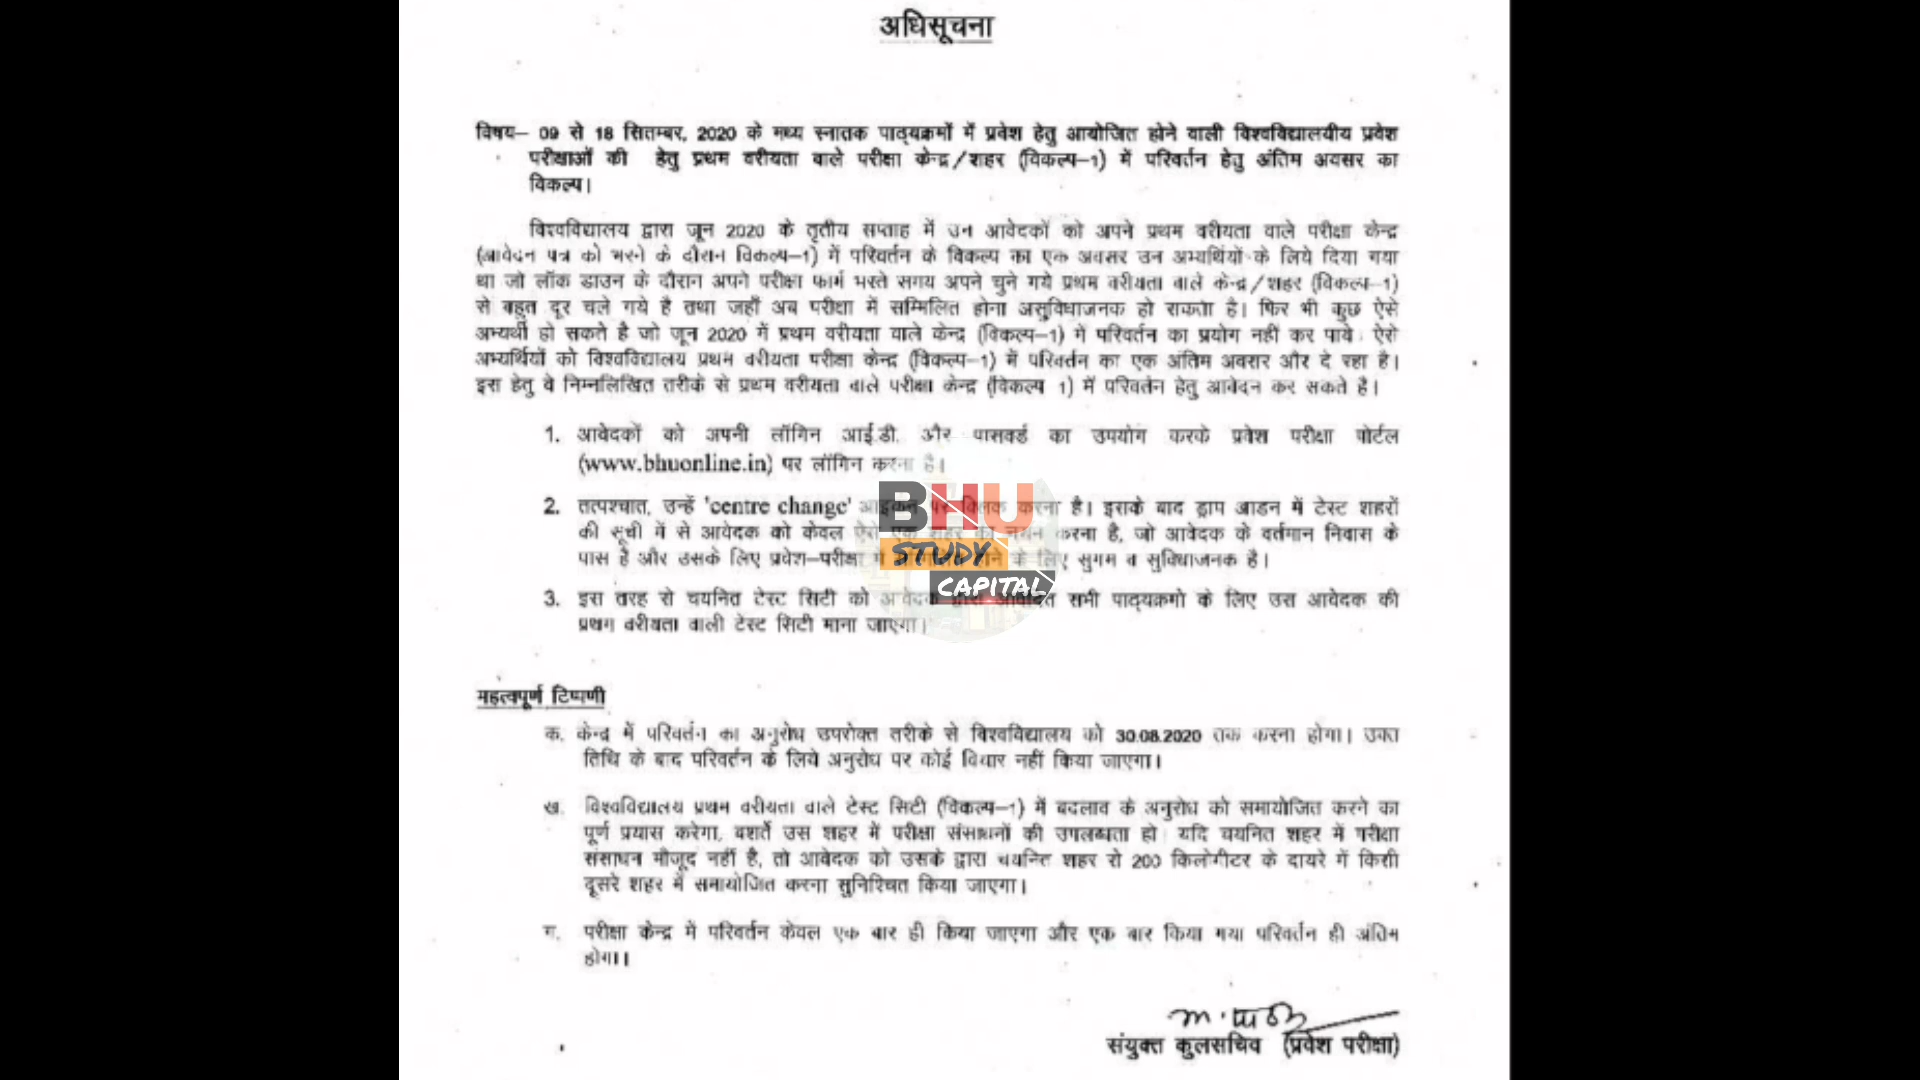 अधिसूचना
विषय– 09 से 18 सितम्बर, 2020 के मध्य स्नातक पाठ्यक्रमों में प्रवेश हेतु आयोजित होने वाली विश्वविद्यालयीय प्रवेश
परीक्षाओं की हेतु प्रथम वरीयता वाले परीक्षा केन्द्र/शहर (विकल्प–1) में परिवर्तन हेतु अंतिम अवसर का
विकल्प।
विश्वविद्यालय द्वारा जून 2020 के तृतीय सप्ताह में उन आवेदकों को अपने प्रथम वरीयता वाले परीक्षा केन्द्र
(आवेदन पत्र को भरने के दौरान विकल्प–1) में परिवर्तन के विकल्प का एक अवसर उन अभ्यर्थियों के लिये दिया गया
था जो लॉक डाउन के दौरान अपने परीक्षा फार्म भरते समय अपने चुने गये प्रथम वरीयता वाले केन्द्र/शहर (विकल्प–1)
से बहुत दूर चले गये है तथा जहाँ अब परीक्षा में सम्मिलित होना असुविधाजनक हो सकता है। फिर भी कुछ ऐसे
अभ्यर्थी हो सकते है जो जून 2020 में प्रथम वरीयता वाले केन्द्र (विकल्प–1) में परिवर्तन का प्रयोग नहीं कर पाये। ऐसे
अभ्यर्थियों को विश्वविद्यालय प्रथम वरीयता परीक्षा केन्द्र (विकल्प–1) में परिवर्तन का एक अंतिम अवसर और दे रहा है।
इस हेतु वे निम्नलिखित तरीके से प्रथम वरीयता वाले परीक्षा केन्द्र (विकल्प 1) में परिवर्तन हेतु आवेदन कर सकते है।
1. आवेदकों को अपनी लॉगिन आई.डी. और पासवर्ड का उपयोग करके प्रवेश परीक्षा पोर्टल
(www.bhuonline.in) पर लॉगिन करना है।
2. तत्पश्चात, उन्हें 'centre change' आइकन पर क्लिक करना है। इसके बाद ड्राप डाउन में टेस्ट शहरों
की सूची में से आवेदक को केवल ऐसे एक शहर का चयन करना है, जो आवेदक के वर्तमान निवास के
पास है और उसके लिए प्रवेश–परीक्षा में होने के लिए सुगम व सुविधाजनक है।
3. इस तरह से चयनित टेस्ट सिटी को आवेदक द्वारा आवेदित सभी पाठ्यक्रमो के लिए उस आवेदक की
प्रथम वरीयता वाली टेस्ट सिटी माना जाएगा।
BHU
STUDY
CAPITAL
महत्वपूर्ण टिप्पणी
क. केन्द्र में परिवर्तन का अनुरोध उपरोक्त तरीके से विश्वविद्यालय को 30.08.2020 तक करना होगा। उक्त
तिथि के बाद परिवर्तन के लिये अनुरोध पर कोई विचार नहीं किया जाएगा।
ख. विश्वविद्यालय प्रथम वरीयता वाले टेस्ट सिटी (विकल्प–1) में बदलाव के अनुरोध को समायोजित करने का
पूर्ण प्रयास करेगा, बशर्ते उस शहर में परीक्षा संसाधनों की उपलब्धता हो। यदि चयनित शहर में परीक्षा
संसाधन मौजूद नहीं है, तो आवेदक को उसके द्वारा चयनित शहर से 200 किलोमीटर के दायरे में किसी
दूसरे शहर में समायोजित करना सुनिश्चित किया जाएगा।
ग. परीक्षा केन्द्र में परिवर्तन केवल एक बार ही किया जाएगा और एक बार किया गया परिवर्तन ही अंतिम
होगा।।
संयुक्त कुलसचिव (प्रवेश परीक्षा)